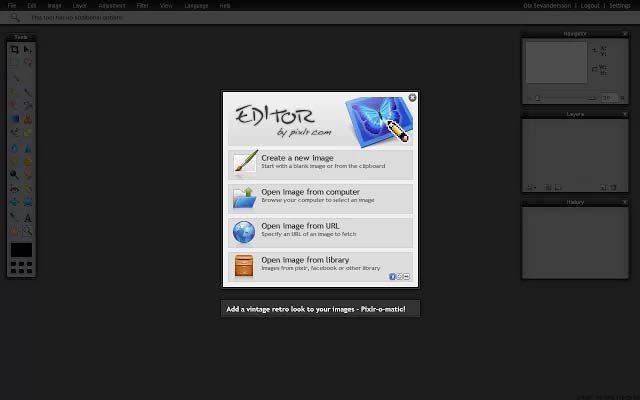 File Edit Image Layer Adjustment Filter View Language Help
Ola Sevandersson | Logout | Settings
This tool has no additional options
Tools
Navigator
X:
Y:
W:
H:
Layers
History
EDITOR
by pixlr.com
Create a new image
Start with a blank image or from the clipboard
Open image from computer
Browse your computer to select an image
Open image from URL
Specify an URL of an image to fetch
Open image from library
Images from pixlr, facebook or other library
Add a vintage retro look to your images - Pixlr-o-matic!